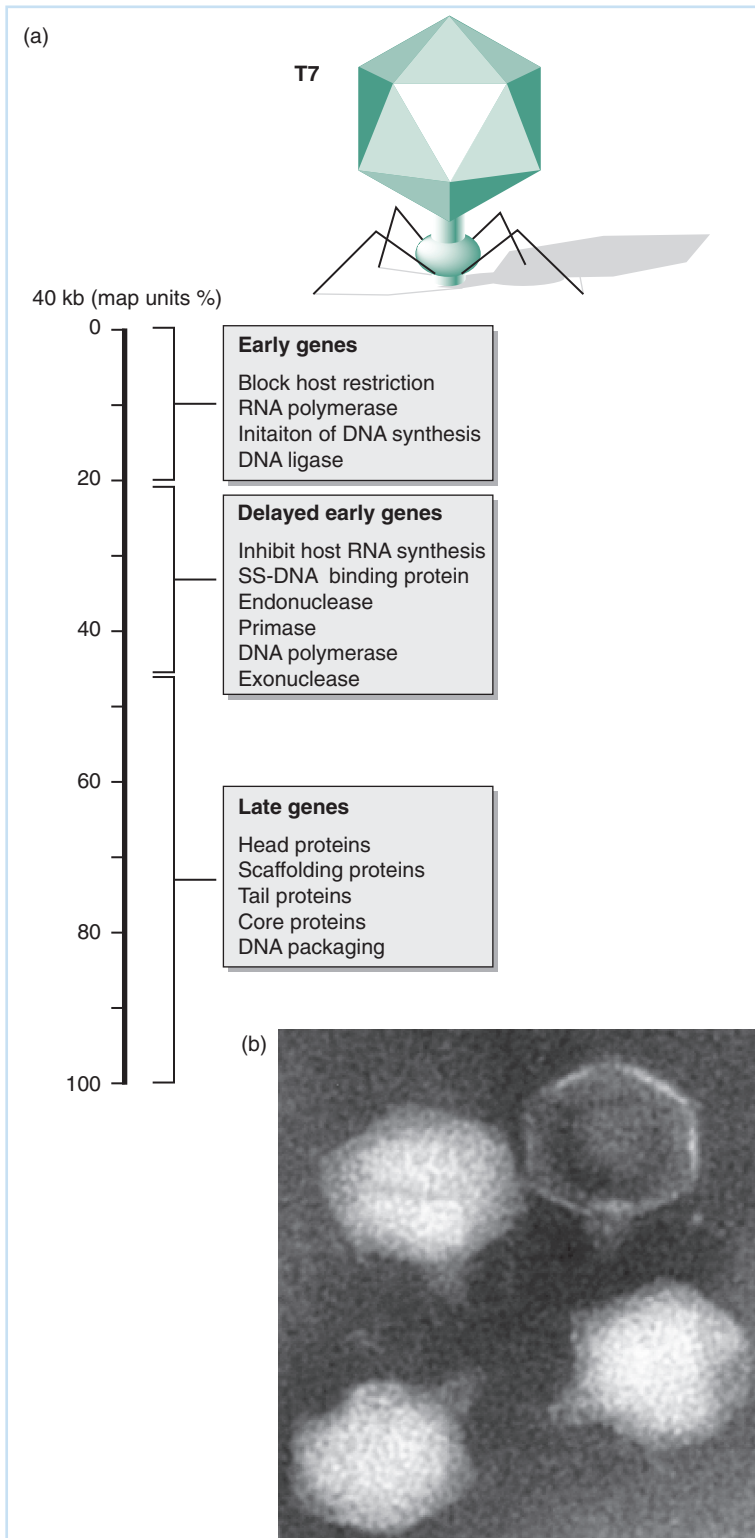 (a)
T7
40 kb (map units %)
0
20
40
60
80
100
Early genes
Block host restriction
RNA polymerase
Initaiton of DNA synthesis
DNA ligase
Delayed early genes
Inhibit host RNA synthesis
SS-DNA binding protein
Endonuclease
Primase
DNA polymerase
Exonuclease
Late genes
Head proteins
Scaffolding proteins
Tail proteins
Core proteins
DNA packaging
(b)